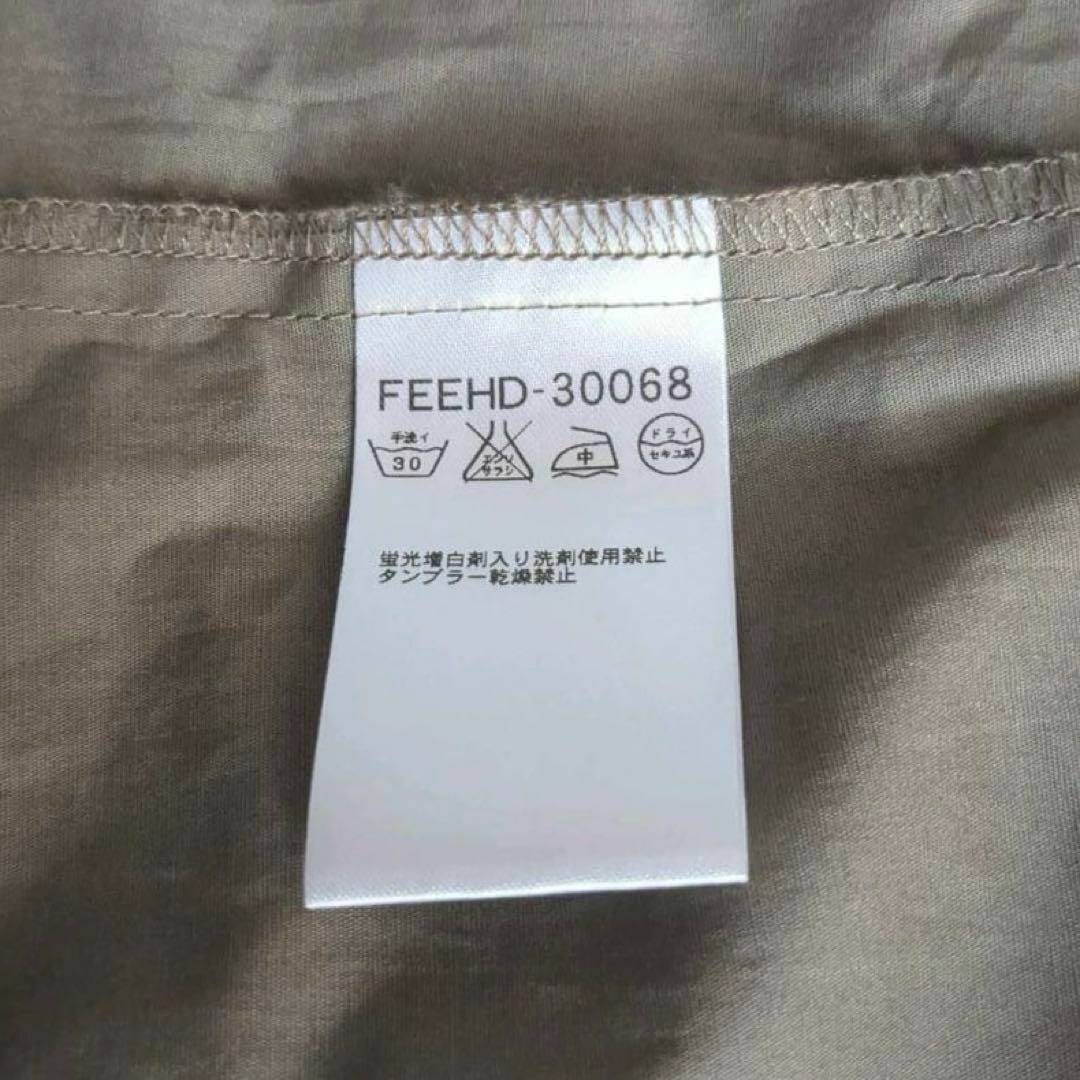 FEEHD-30068
手洗イ
30
エンソ
サラシ
中
ドライ
セキユ系
蛍光増白剤入り洗剤使用禁止
タンブラー乾燥禁止